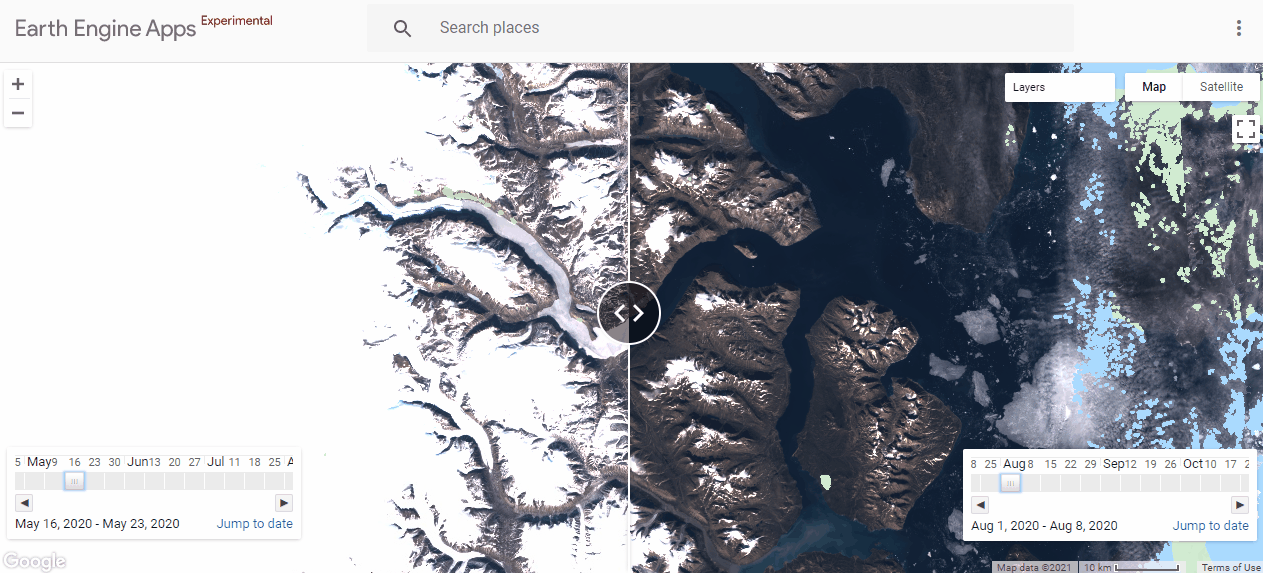 Earth Engine Apps Experimental
Search places
+
−
Layers
Map Satellite
5 May 9 16 23 30 Jun 13 20 27 Jul 11 18 25 A
8 25 Aug 8 15 22 29 Sep 12 19 26 Oct 10 17 2
May 16, 2020 - May 23, 2020 Jump to date
Aug 1, 2020 - Aug 8, 2020 Jump to date
Google
Map data ©2021 10 km Terms of Use